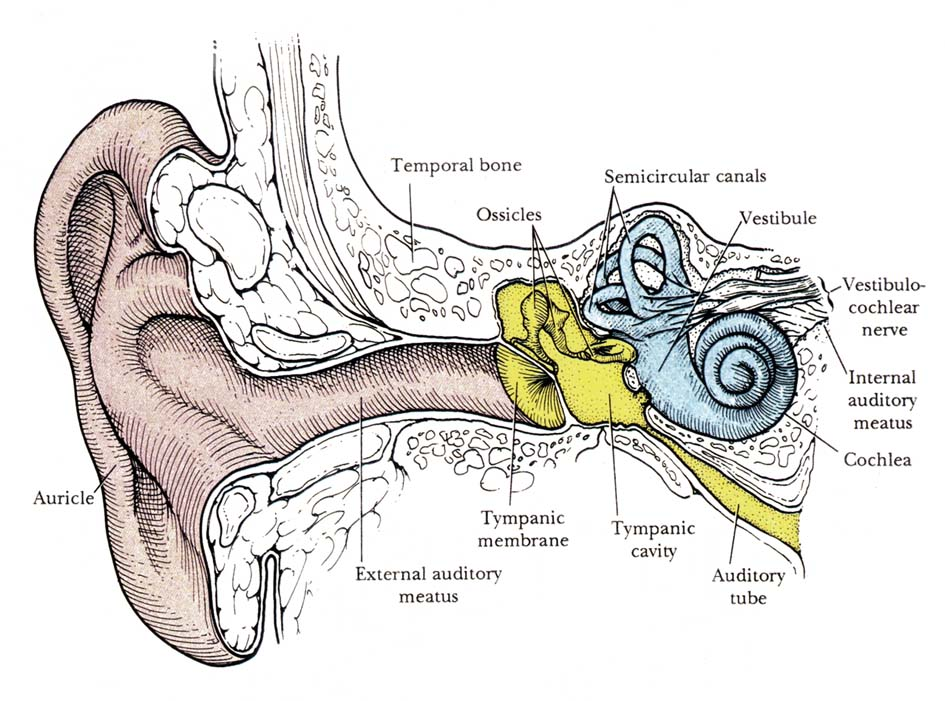 Temporal bone
Semicircular canals
Ossicles
Vestibule
Vestibulo-
cochlear
nerve
Internal
auditory
meatus
Cochlea
Auricle
Tympanic
membrane
Tympanic
cavity
External auditory
meatus
Auditory
tube